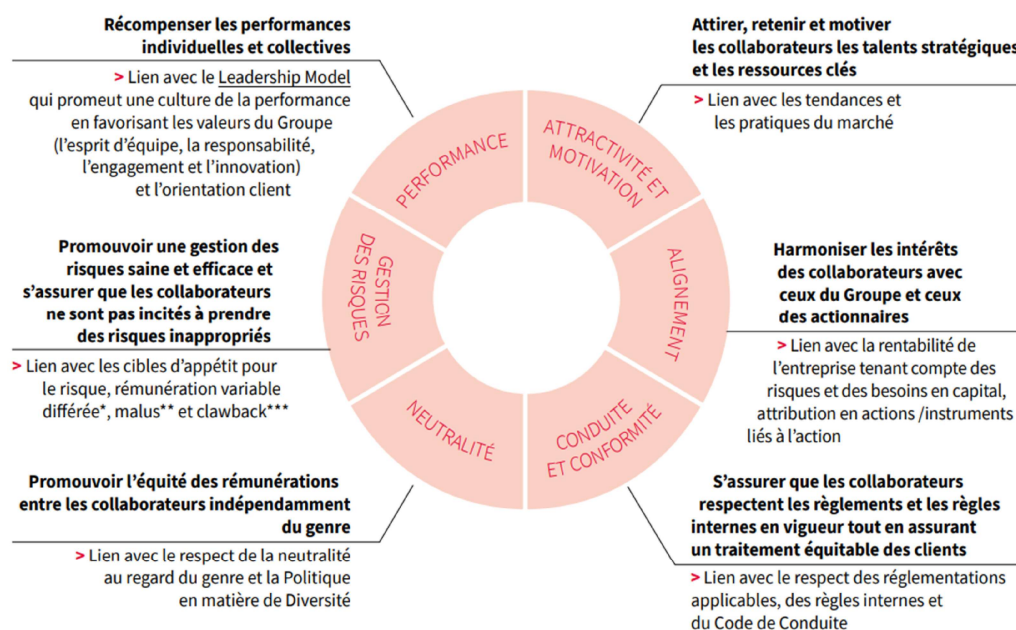 Récompenser les performances
individuelles et collectives
> Lien avec le Leadership Model
qui promeut une culture de la performance
en favorisant les valeurs du Groupe
(l’esprit d’équipe, la responsabilité,
l’engagement et l’innovation)
et l’orientation client
Promouvoir une gestion des
risques saine et efficace et
s’assurer que les collaborateurs
ne sont pas incités à prendre
des risques inappropriés
> Lien avec les cibles d’appétit pour
le risque, rémunération variable
différée*, malus** et clawback***
Promouvoir l’équité des rémunérations
entre les collaborateurs indépendamment
du genre
> Lien avec le respect de la neutralité
au regard du genre et la Politique
en matière de Diversité
PERFORMANCE
ATTRACTIVITÉ ET
MOTIVATION
GESTION
DES RISQUES
ALIGNEMENT
NEUTRALITÉ
CONDUITE
ET CONFORMITÉ
Attirer, retenir et motiver
les collaborateurs les talents stratégiques
et les ressources clés
> Lien avec les tendances et
les pratiques du marché
Harmoniser les intérêts
des collaborateurs avec
ceux du Groupe et ceux
des actionnaires
> Lien avec la rentabilité de
l’entreprise tenant compte des
risques et des besoins en capital,
attribution en actions /instruments
liés à l’action
S’assurer que les collaborateurs
respectent les règlements et les règles
internes en vigueur tout en assurant
un traitement équitable des clients
> Lien avec le respect des réglementations
applicables, des règles internes et
du Code de Conduite